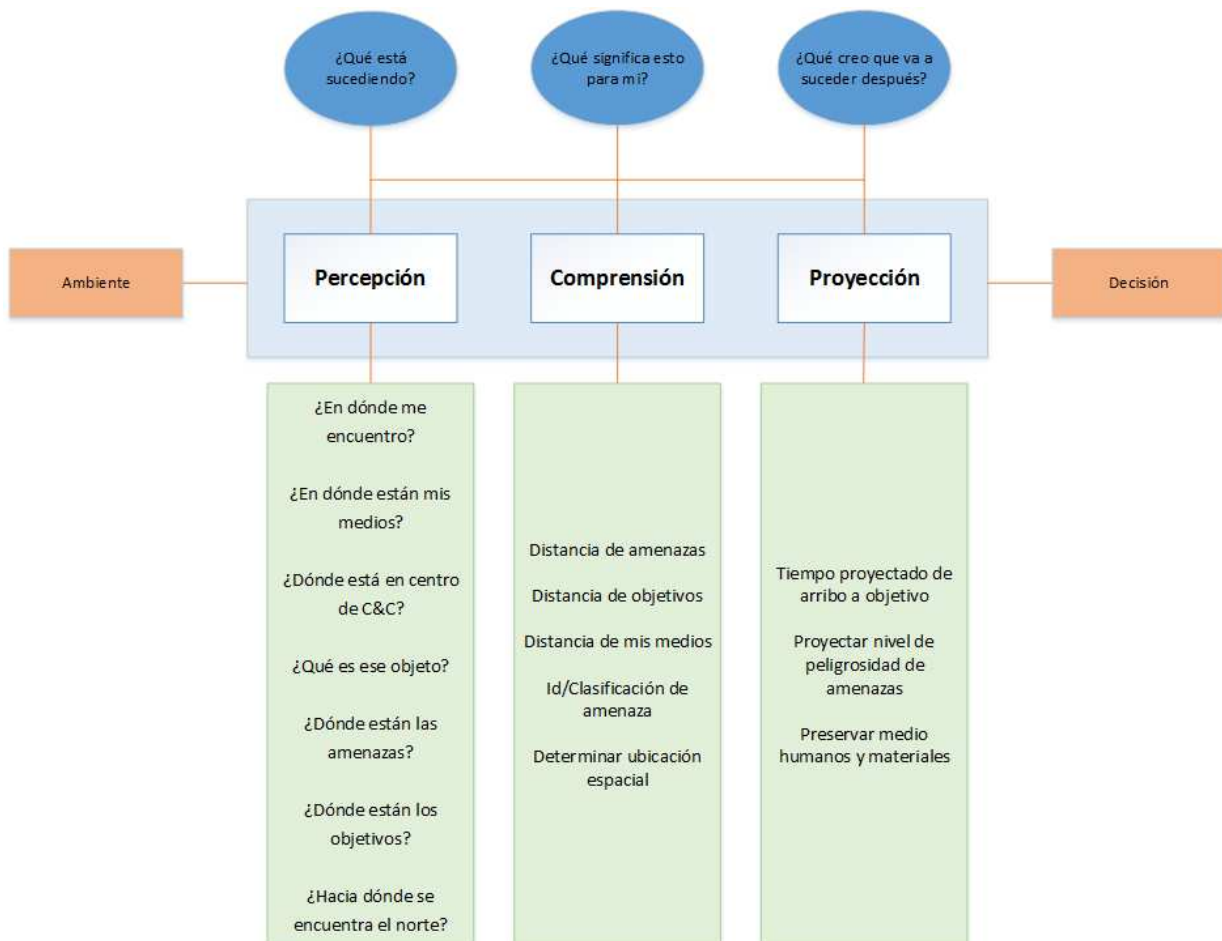 ¿Qué está
sucediendo?
¿Qué significa esto
para mi?
¿Qué creo que va a
suceder después?
Ambiente
Percepción
Comprensión
Proyección
Decisión
¿En dónde me
encuentro?
¿En dónde están mis
medios?
¿Dónde está en centro
de C&C?
¿Qué es ese objeto?
¿Dónde están las
amenazas?
¿Dónde están los
objetivos?
¿Hacia dónde se
encuentra el norte?
Distancia de amenazas
Distancia de objetivos
Distancia de mis medios
Id/Clasificación de
amenaza
Determinar ubicación
espacial
Tiempo proyectado de
arribo a objetivo
Proyectar nivel de
peligrosidad de
amenazas
Preservar medio
humanos y materiales